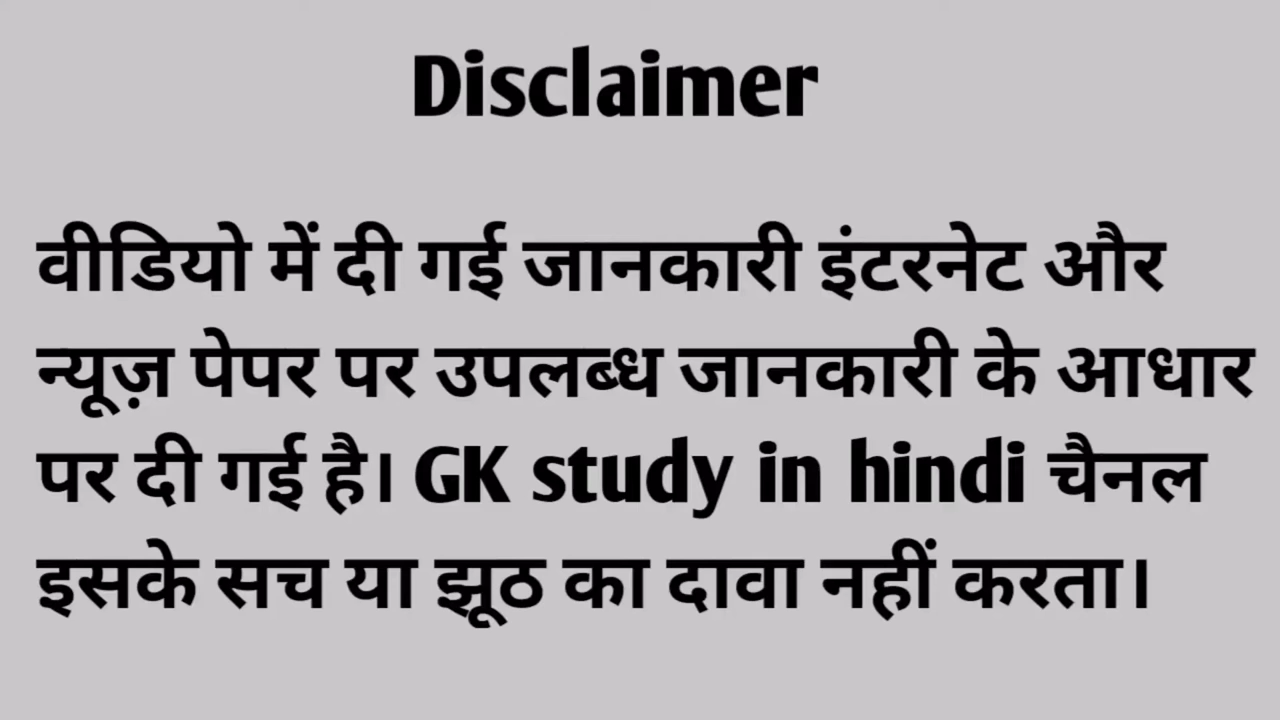 Disclaimer
वीडियो में दी गई जानकारी इंटरनेट और
न्यूज़ पेपर पर उपलब्ध जानकारी के आधार
पर दी गई है। GK study in hindi चैनल
इसके सच या झूठ का दावा नहीं करता।